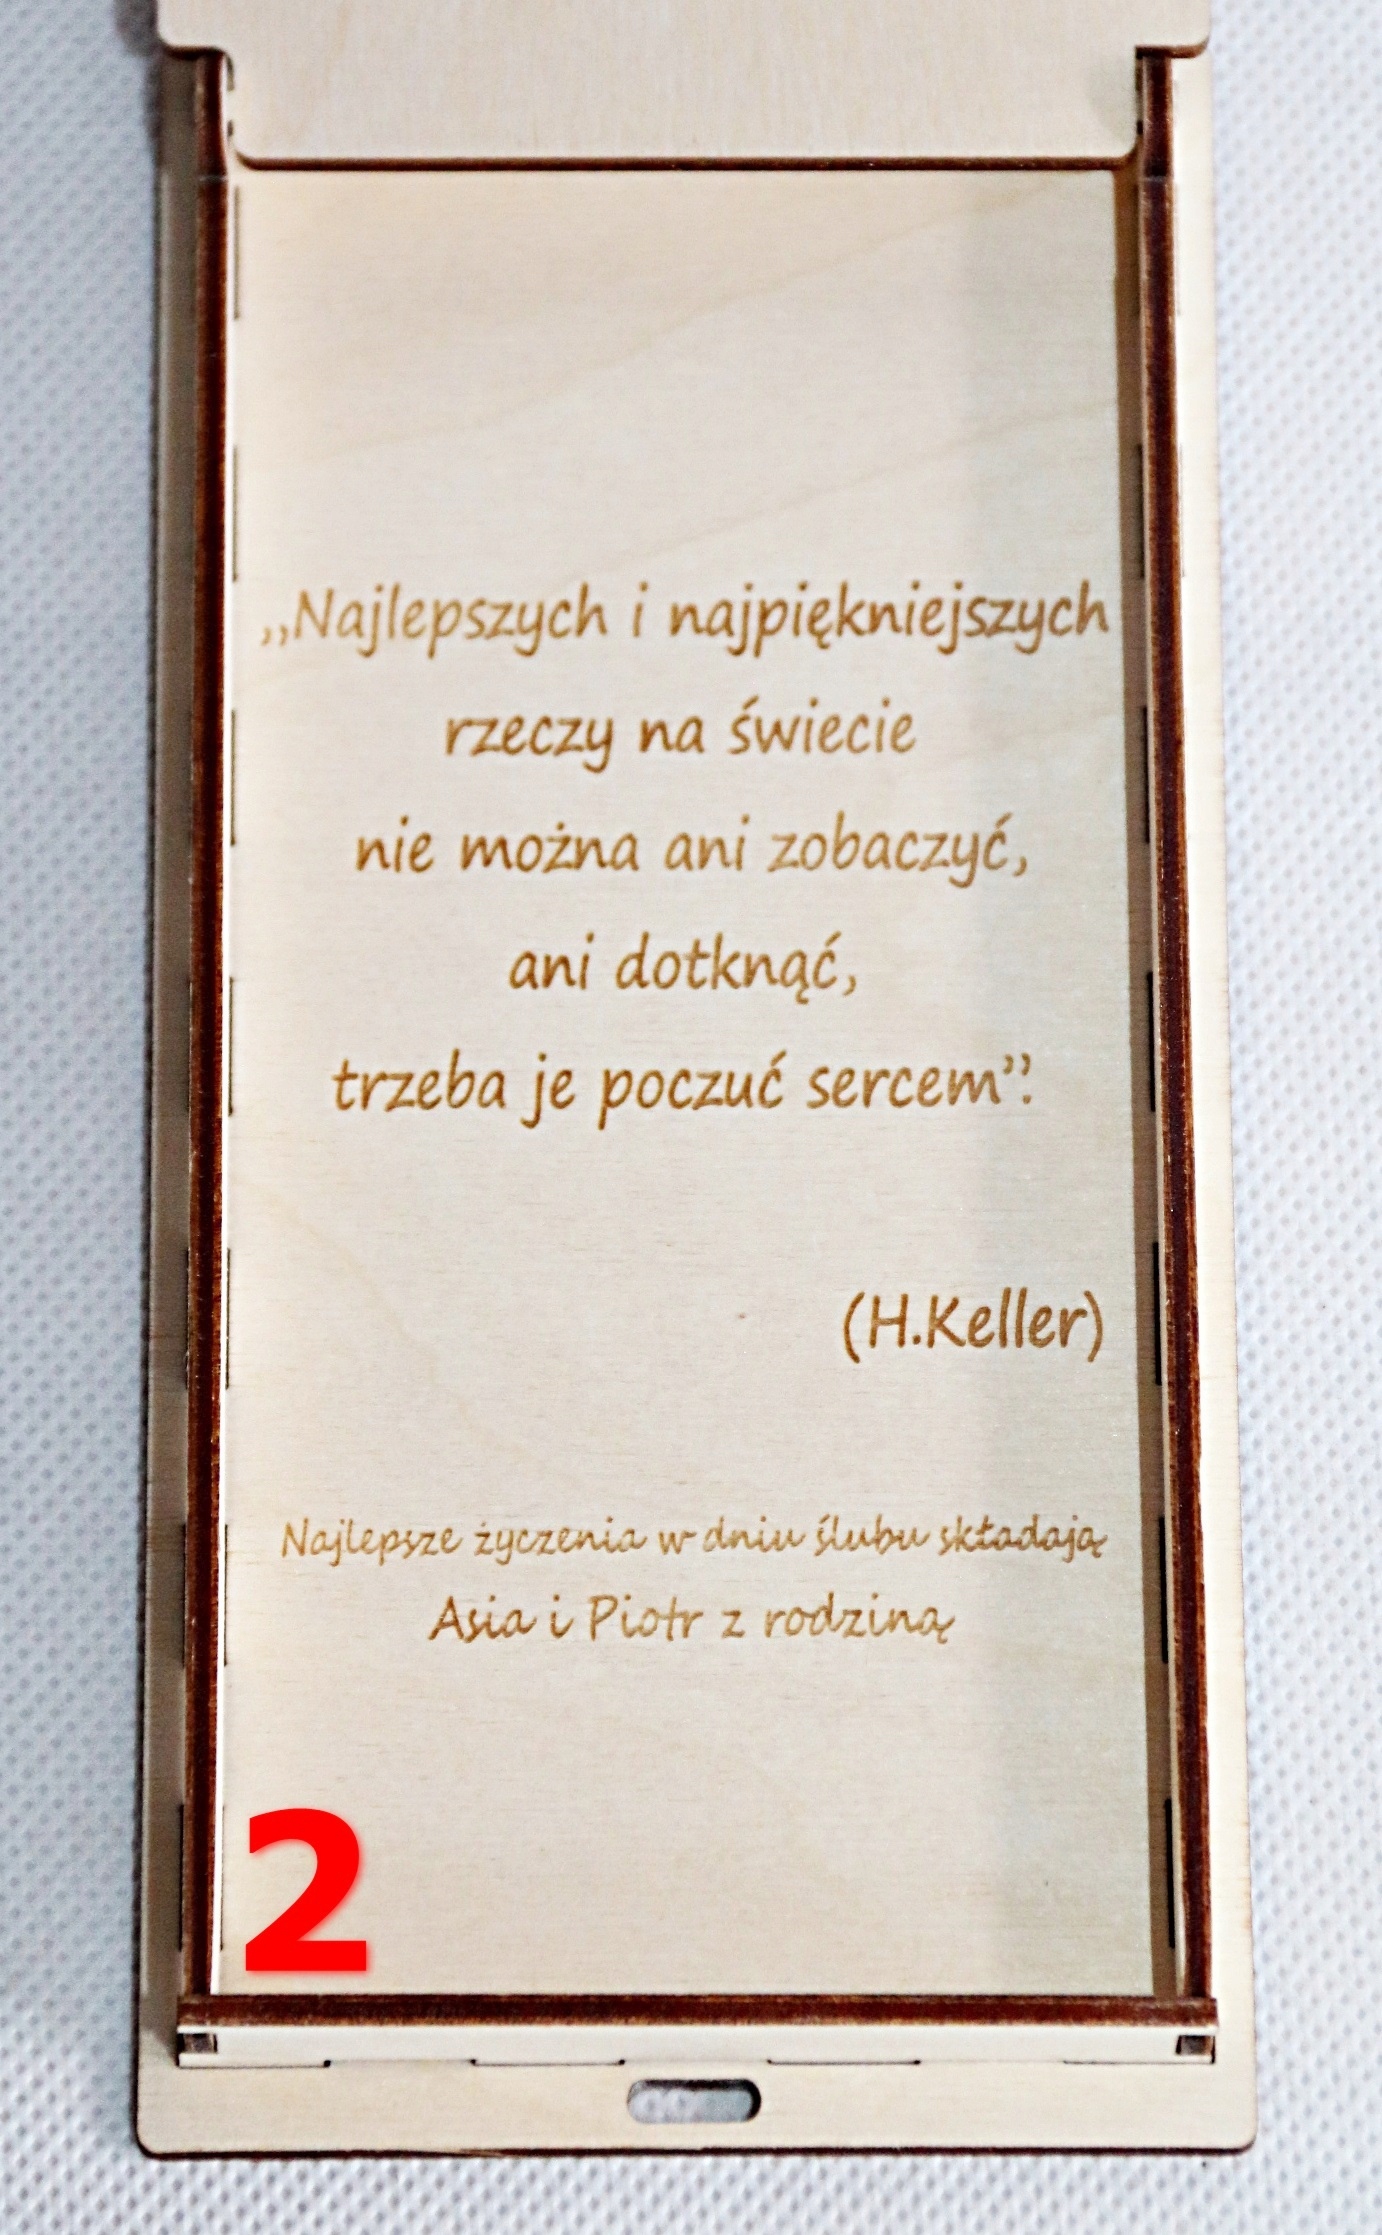 „Najlepszych i najpiękniejszych
rzeczy na świecie
nie można ani zobaczyć,
ani dotknąć,
trzeba je poczuć sercem”.
(H.Keller)
Najlepsze życzenia w dniu ślubu składają
Asia i Piotr z rodziną
2